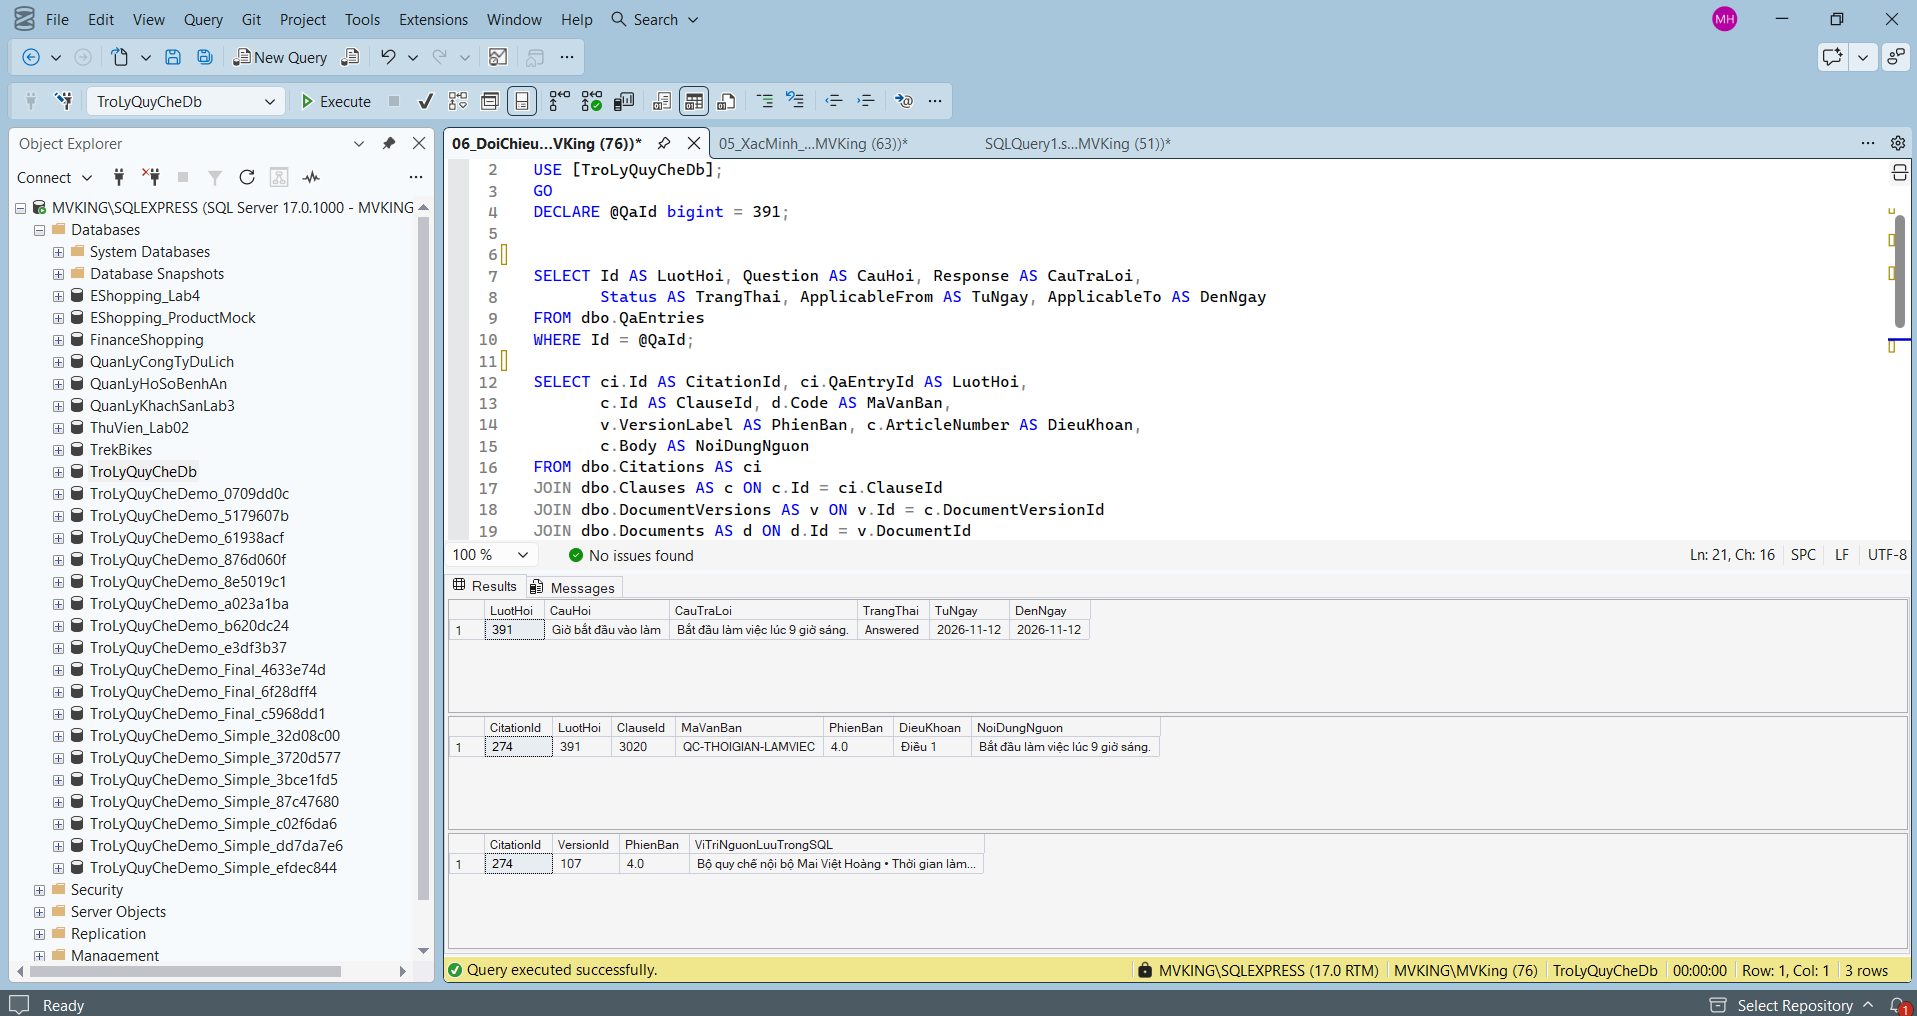 File Edit View Query Git Project Tools Extensions Window Help Search MH
New Query
TroLyQuyCheDb Execute
Object Explorer
Connect
MVKING\SQLEXPRESS (SQL Server 17.0.1000 - MVKING
Databases
System Databases
Database Snapshots
EShopping_Lab4
EShopping_ProductMock
FinanceShopping
QuanLyCongTyDuLich
QuanLyHoSoBenhAn
QuanLyKhachSanLab3
ThuVien_Lab02
TrekBikes
TroLyQuyCheDb
TroLyQuyCheDemo_0709dd0c
TroLyQuyCheDemo_5179607b
TroLyQuyCheDemo_61938acf
TroLyQuyCheDemo_876d060f
TroLyQuyCheDemo_8e5019c1
TroLyQuyCheDemo_a023a1ba
TroLyQuyCheDemo_b620dc24
TroLyQuyCheDemo_e3df3b37
TroLyQuyCheDemo_Final_4633e74d
TroLyQuyCheDemo_Final_6f28dff4
TroLyQuyCheDemo_Final_c5968dd1
TroLyQuyCheDemo_Simple_32d08c00
TroLyQuyCheDemo_Simple_3720d577
TroLyQuyCheDemo_Simple_3bce1fd5
TroLyQuyCheDemo_Simple_87c47680
TroLyQuyCheDemo_Simple_c02f6da6
TroLyQuyCheDemo_Simple_dd7da7e6
TroLyQuyCheDemo_Simple_efdec844
Security
Server Objects
Replication
Management
06_DoiChieu...VKing (76))* 05_XacMinh_...MVKing (63))* SQLQuery1.s...MVKing (51))*
2 USE [TroLyQuyCheDb];
3 GO
4 DECLARE @QaId bigint = 391;
5
6
7 SELECT Id AS LuotHoi, Question AS CauHoi, Response AS CauTraLoi,
8 Status AS TrangThai, ApplicableFrom AS TuNgay, ApplicableTo AS DenNgay
9 FROM dbo.QaEntries
10 WHERE Id = @QaId;
11
12 SELECT ci.Id AS CitationId, ci.QaEntryId AS LuotHoi,
13 c.Id AS ClauseId, d.Code AS MaVanBan,
14 v.VersionLabel AS PhienBan, c.ArticleNumber AS DieuKhoan,
15 c.Body AS NoiDungNguon
16 FROM dbo.Citations AS ci
17 JOIN dbo.Clauses AS c ON c.Id = ci.ClauseId
18 JOIN dbo.DocumentVersions AS v ON v.Id = c.DocumentVersionId
19 JOIN dbo.Documents AS d ON d.Id = v.DocumentId
100 % No issues found Ln: 21, Ch: 16 SPC LF UTF-8
Results Messages
LuotHoi CauHoi CauTraLoi TrangThai TuNgay DenNgay
1 391 Giờ bắt đầu vào làm Bắt đầu làm việc lúc 9 giờ sáng. Answered 2026-11-12 2026-11-12
CitationId LuotHoi ClauseId MaVanBan PhienBan DieuKhoan NoiDungNguon
1 274 391 3020 QC-THOIGIAN-LAMVIEC 4.0 Điều 1 Bắt đầu làm việc lúc 9 giờ sáng.
CitationId VersionId PhienBan ViTriNguonLuuTrongSQL
1 274 107 4.0 Bộ quy chế nội bộ Mai Việt Hoàng • Thời gian làm...
Query executed successfully. MVKING\SQLEXPRESS (17.0 RTM) MVKING\MVKing (76) TroLyQuyCheDb 00:00:00 Row: 1, Col: 1 3 rows
Ready Select Repository 1